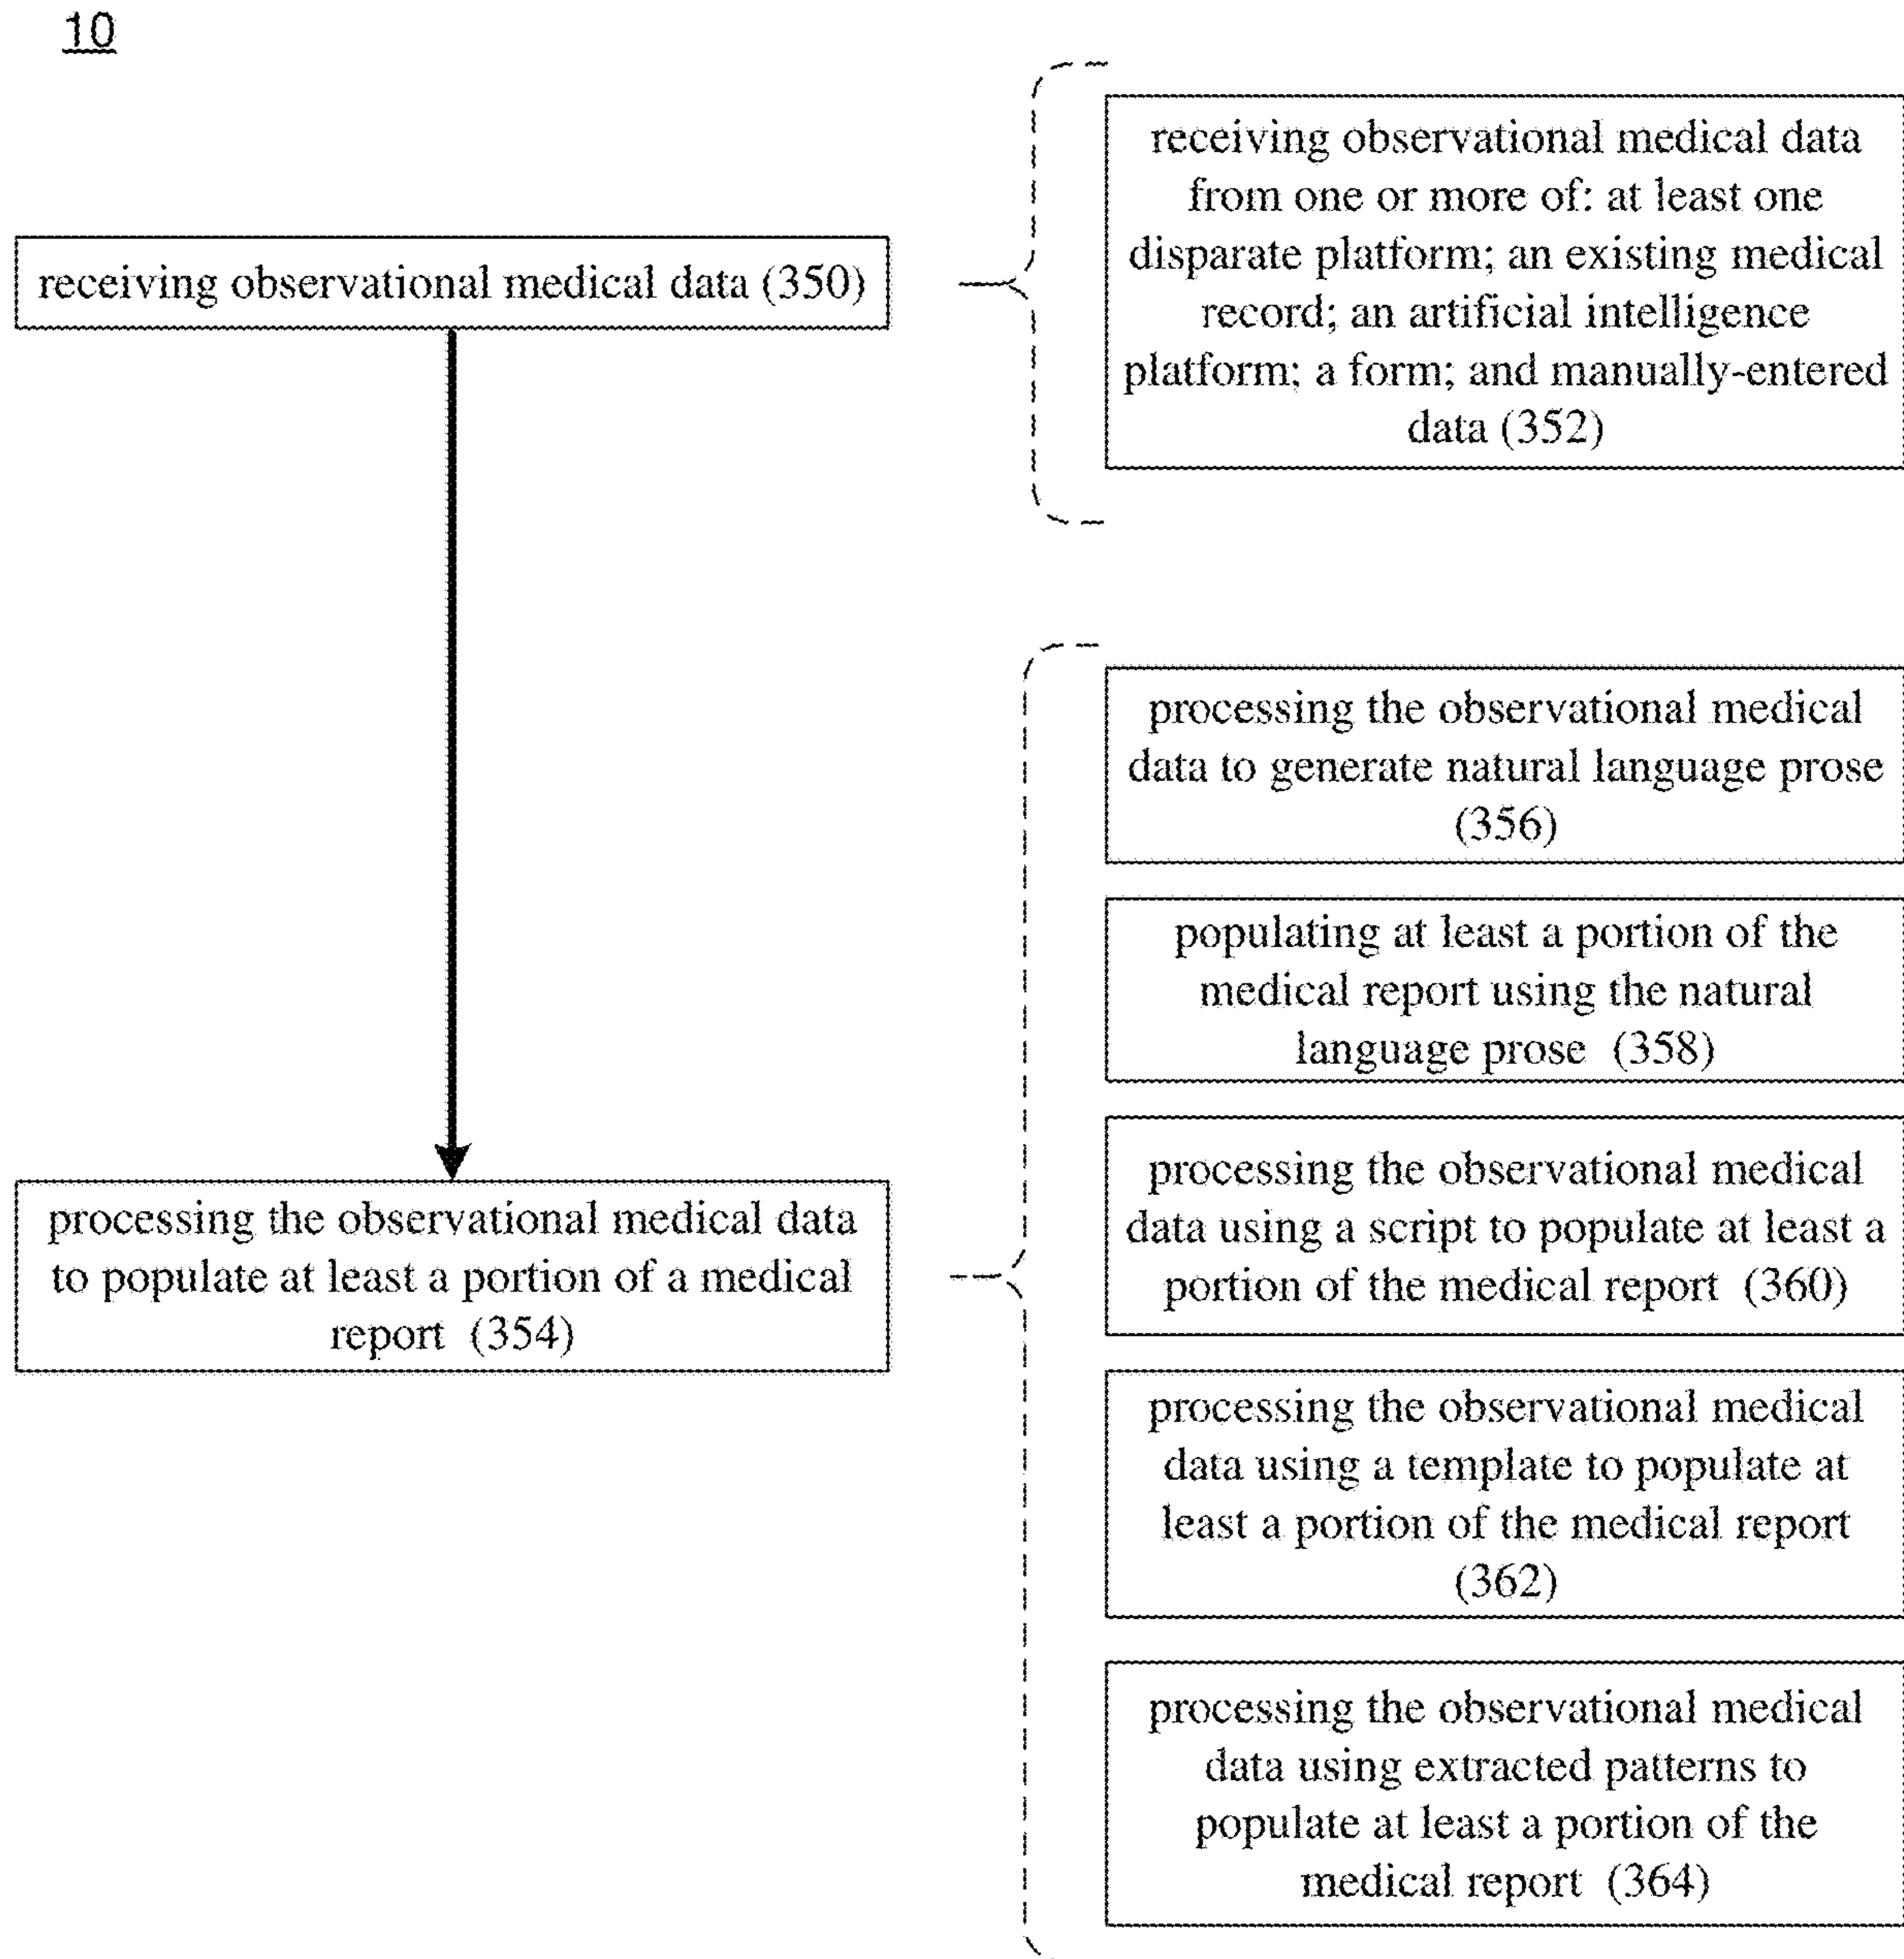 10
receiving observational medical data (350)
receiving observational medical data
from one or more of: at least one
disparate platform; an existing medical
record; an artificial intelligence
platform; a form; and manually-entered
data (352)
processing the observational medical data
to populate at least a portion of a medical
report (354)
processing the observational medical
data to generate natural language prose
(356)
populating at least a portion of the
medical report using the natural
language prose (358)
processing the observational medical
data using a script to populate at least a
portion of the medical report (360)
processing the observational medical
data using a template to populate at
least a portion of the medical report
(362)
processing the observational medical
data using extracted patterns to
populate at least a portion of the
medical report (364)